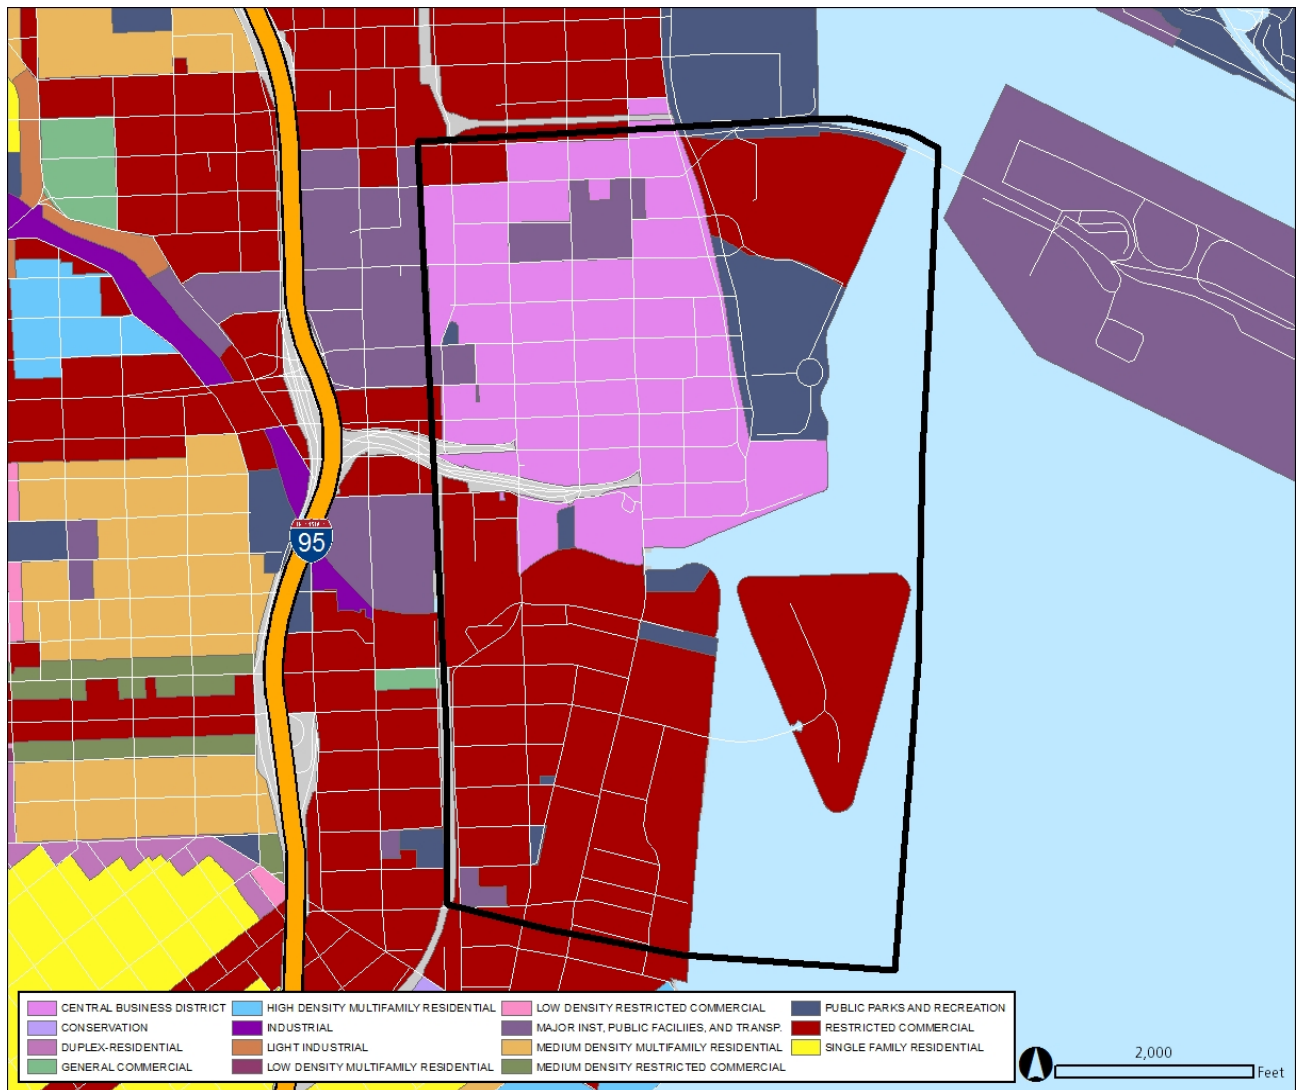 95
CENTRAL BUSINESS DISTRICT
CONSERVATION
DUPLEX-RESIDENTIAL
GENERAL COMMERCIAL
HIGH DENSITY MULTIFAMILY RESIDENTIAL
INDUSTRIAL
LIGHT INDUSTRIAL
LOW DENSITY MULTIFAMILY RESIDENTIAL
LOW DENSITY RESTRICTED COMMERCIAL
MAJOR INST, PUBLIC FACILIIES, AND TRANSP.
MEDIUM DENSITY MULTIFAMILY RESIDENTIAL
MEDIUM DENSITY RESTRICTED COMMERCIAL
PUBLIC PARKS AND RECREATION
RESTRICTED COMMERCIAL
SINGLE FAMILY RESIDENTIAL
2,000
Feet